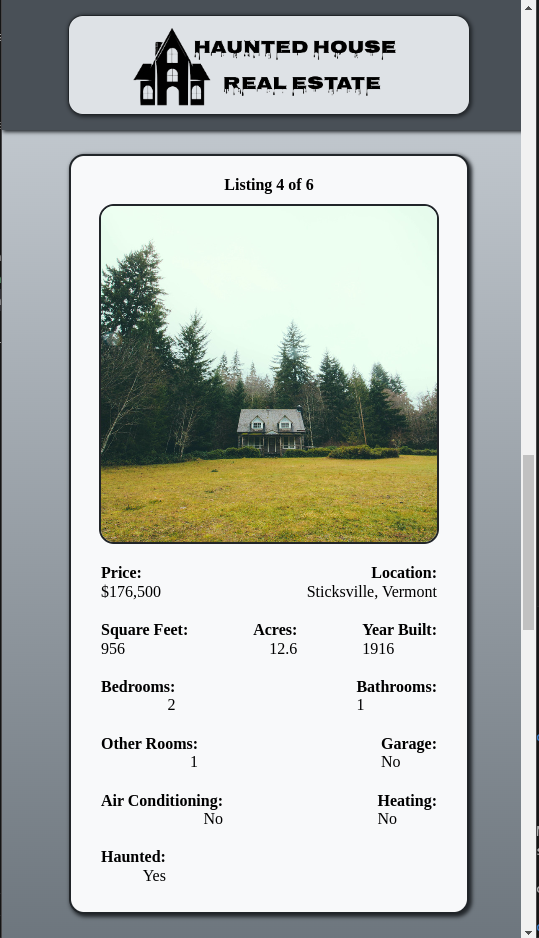 HAUNTED HOUSE
REAL ESTATE
Listing 4 of 6
Price: Location:
$176,500 Sticksville, Vermont
Square Feet: Acres: Year Built:
956 12.6 1916
Bedrooms: Bathrooms:
2 1
Other Rooms: Garage:
1 No
Air Conditioning: Heating:
No No
Haunted:
Yes